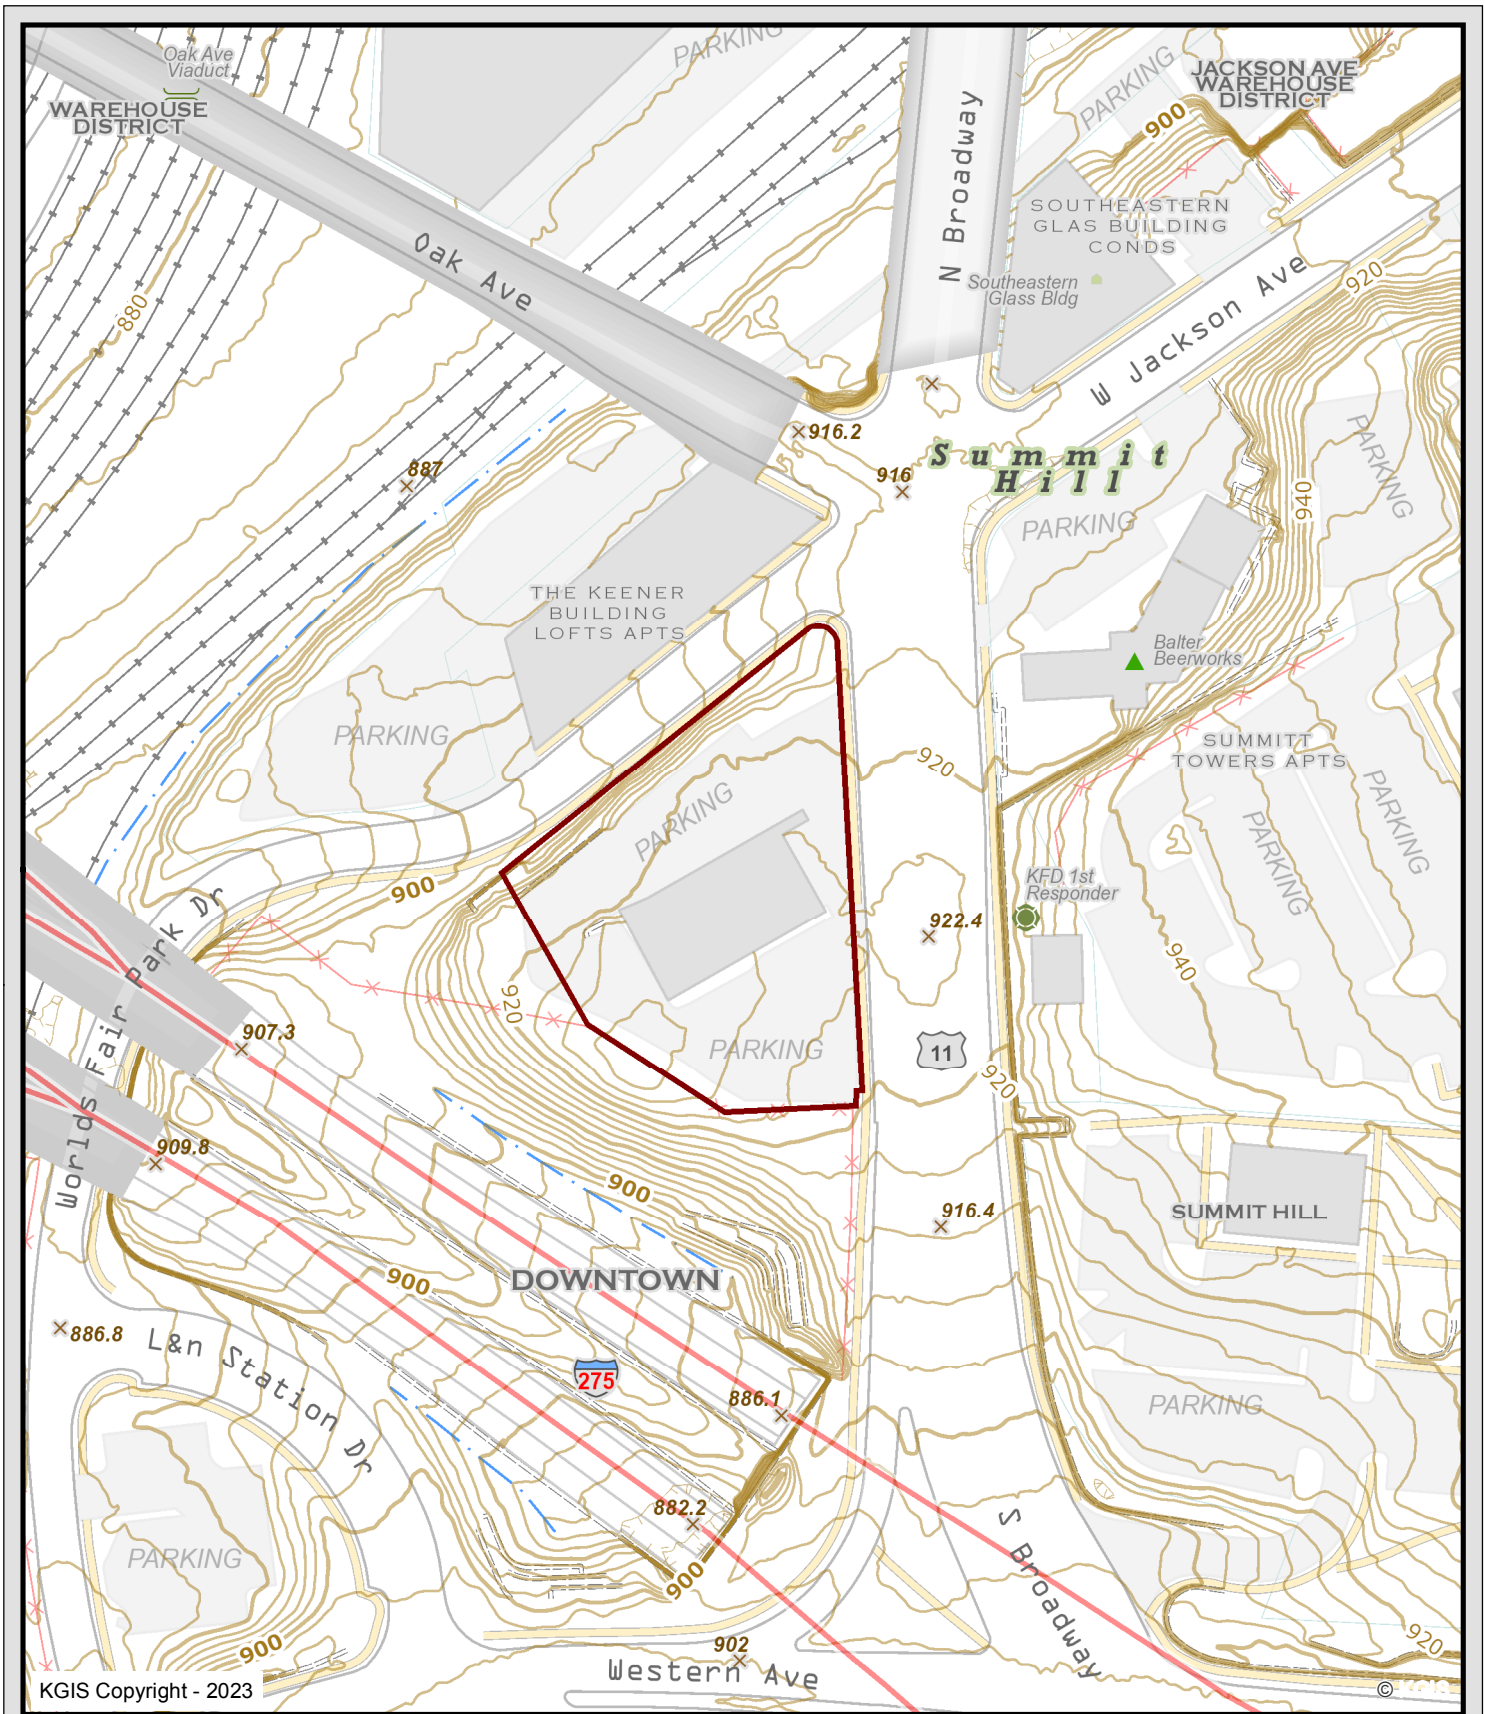 Oak Ave
Viaduct
WAREHOUSE
DISTRICT
PARKING
N Broadway
PARKING
JACKSON AVE
WAREHOUSE
DISTRICT
900
880
Oak Ave
SOUTHEASTERN
GLAS BUILDING
CONDS
Southeastern
Glass Bldg
W Jackson Ave
920
916.2
916
887
Summit
Hill
PARKING
940
PARKING
THE KEENER
BUILDING
LOFTS APTS
PARKING
Balter
Beerworks
SUMMITT
TOWERS APTS
920
PARKING
PARKING
PARKING
900
KFD 1st
Responder
922.4
940
920
Worlds Fair Park Dr
907.3
909.8
PARKING
11
920
900
916.4
SUMMIT HILL
DOWNTOWN
900
886.8
L&n Station Dr
275
886.1
PARKING
882.2
900
S Broadway
PARKING
900
902
Western Ave
920
KGIS Copyright - 2023
© KGIS